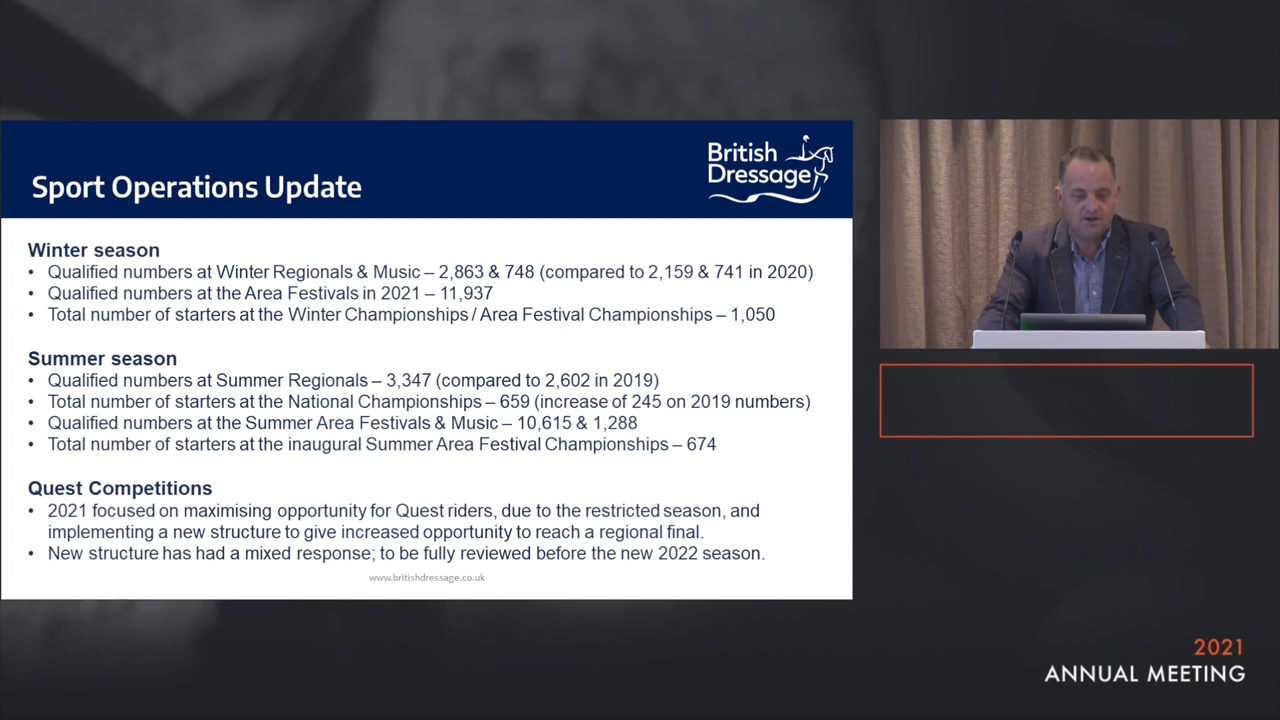 British
Dressage
Sport Operations Update
Winter season
• Qualified numbers at Winter Regionals & Music – 2,863 & 748 (compared to 2,159 & 741 in 2020)
• Qualified numbers at the Area Festivals in 2021 – 11,937
• Total number of starters at the Winter Championships / Area Festival Championships – 1,050
Summer season
• Qualified numbers at Summer Regionals – 3,347 (compared to 2,602 in 2019)
• Total number of starters at the National Championships – 659 (increase of 245 on 2019 numbers)
• Qualified numbers at the Summer Area Festivals & Music – 10,615 & 1,288
• Total number of starters at the inaugural Summer Area Festival Championships – 674
Quest Competitions
• 2021 focused on maximising opportunity for Quest riders, due to the restricted season, and
implementing a new structure to give increased opportunity to reach a regional final.
• New structure has had a mixed response; to be fully reviewed before the new 2022 season.
www.britishdressage.co.uk
2021
ANNUAL MEETING